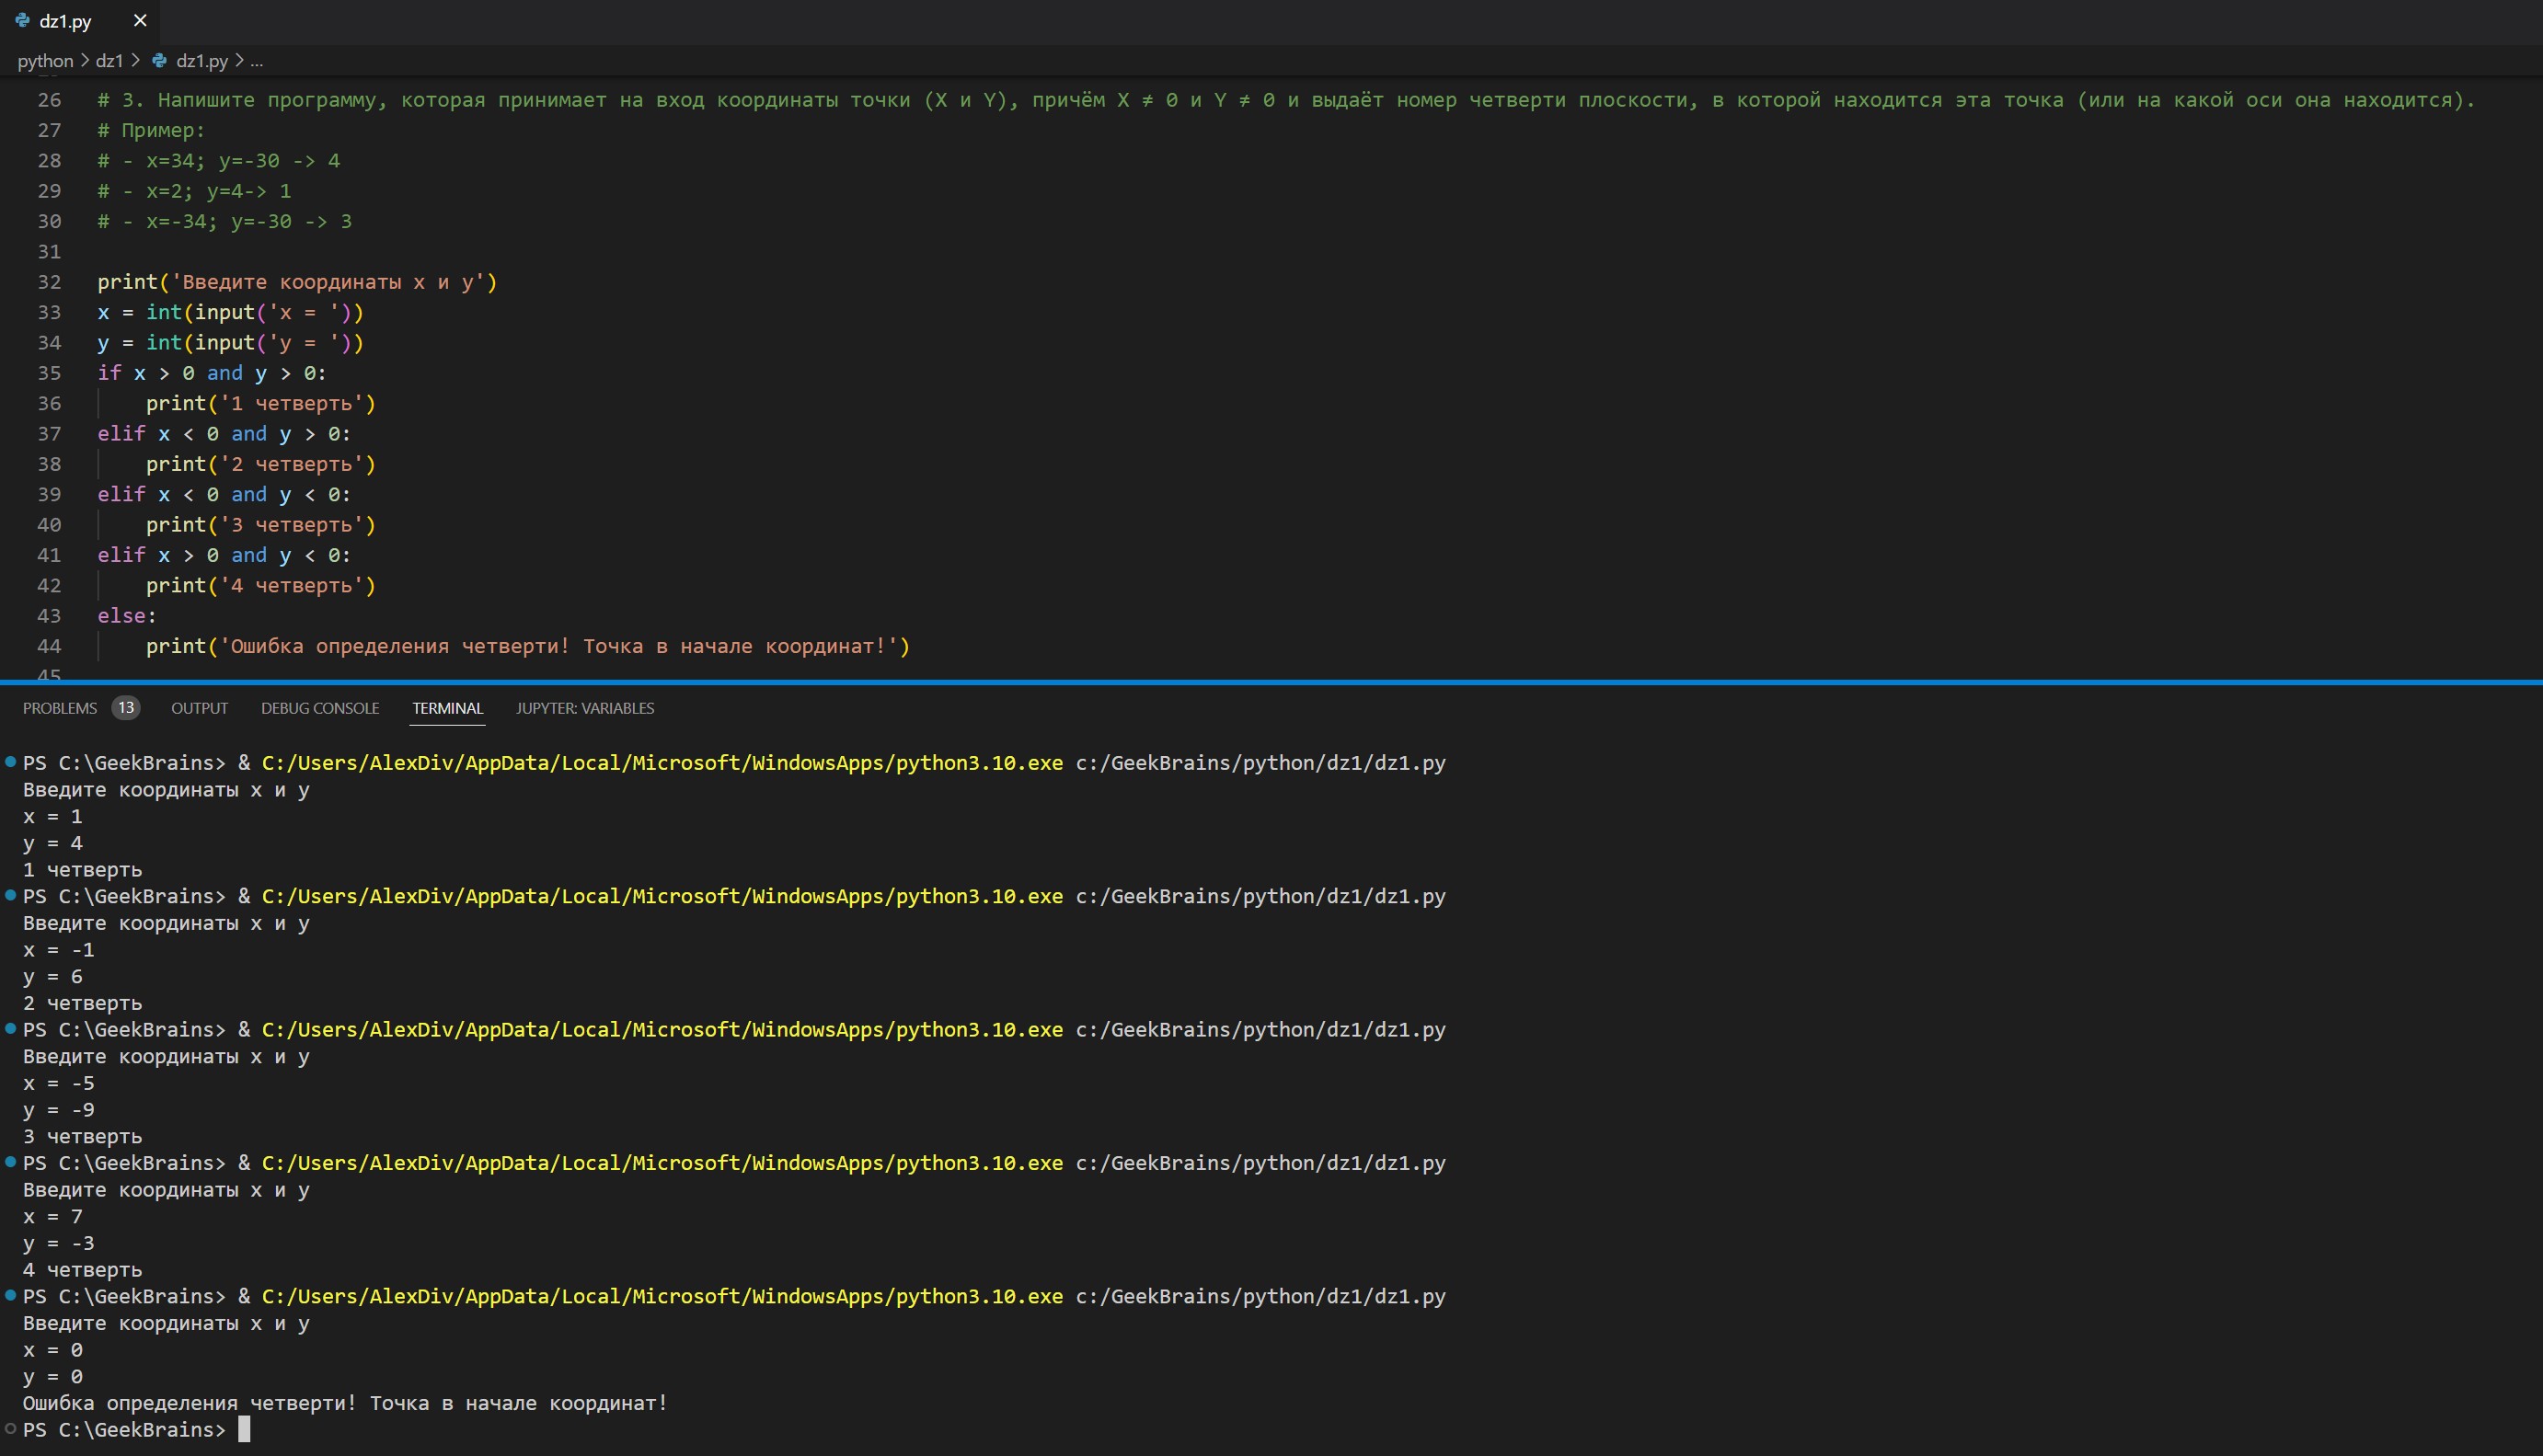 dz1.py
python > dz1 > dz1.py > ...
26 # 3. Напишите программу, которая принимает на вход координаты точки (X и Y), причём X ≠ 0 и Y ≠ 0 и выдаёт номер четверти плоскости, в которой находится эта точка (или на какой оси она находится).
27 # Пример:
28 # - x=34; y=-30 -> 4
29 # - x=2; y=4-> 1
30 # - x=-34; y=-30 -> 3
31
32 print('Введите координаты x и y')
33 x = int(input('x = '))
34 y = int(input('y = '))
35 if x > 0 and y > 0:
36     print('1 четверть')
37 elif x < 0 and y > 0:
38     print('2 четверть')
39 elif x < 0 and y < 0:
40     print('3 четверть')
41 elif x > 0 and y < 0:
42     print('4 четверть')
43 else:
44     print('Ошибка определения четверти! Точка в начале координат!')
45
PROBLEMS 13 OUTPUT DEBUG CONSOLE TERMINAL JUPYTER: VARIABLES
PS C:\GeekBrains> & C:/Users/AlexDiv/AppData/Local/Microsoft/WindowsApps/python3.10.exe c:/GeekBrains/python/dz1/dz1.py
Введите координаты x и y
x = 1
y = 4
1 четверть
PS C:\GeekBrains> & C:/Users/AlexDiv/AppData/Local/Microsoft/WindowsApps/python3.10.exe c:/GeekBrains/python/dz1/dz1.py
Введите координаты x и y
x = -1
y = 6
2 четверть
PS C:\GeekBrains> & C:/Users/AlexDiv/AppData/Local/Microsoft/WindowsApps/python3.10.exe c:/GeekBrains/python/dz1/dz1.py
Введите координаты x и y
x = -5
y = -9
3 четверть
PS C:\GeekBrains> & C:/Users/AlexDiv/AppData/Local/Microsoft/WindowsApps/python3.10.exe c:/GeekBrains/python/dz1/dz1.py
Введите координаты x и y
x = 7
y = -3
4 четверть
PS C:\GeekBrains> & C:/Users/AlexDiv/AppData/Local/Microsoft/WindowsApps/python3.10.exe c:/GeekBrains/python/dz1/dz1.py
Введите координаты x и y
x = 0
y = 0
Ошибка определения четверти! Точка в начале координат!
PS C:\GeekBrains>